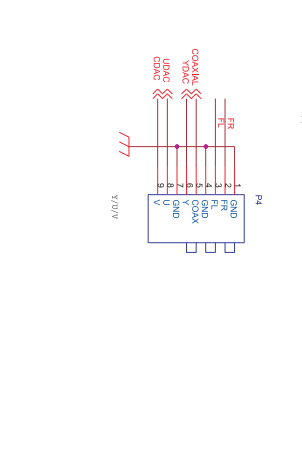 P4
FR
FL
COAXIAL
YDAC
UDAC
CDAC
1 GND
2 FR
3 FL
4 GND
5 COAX
6 Y
7 GND
8 U
9 V
Y/U/V